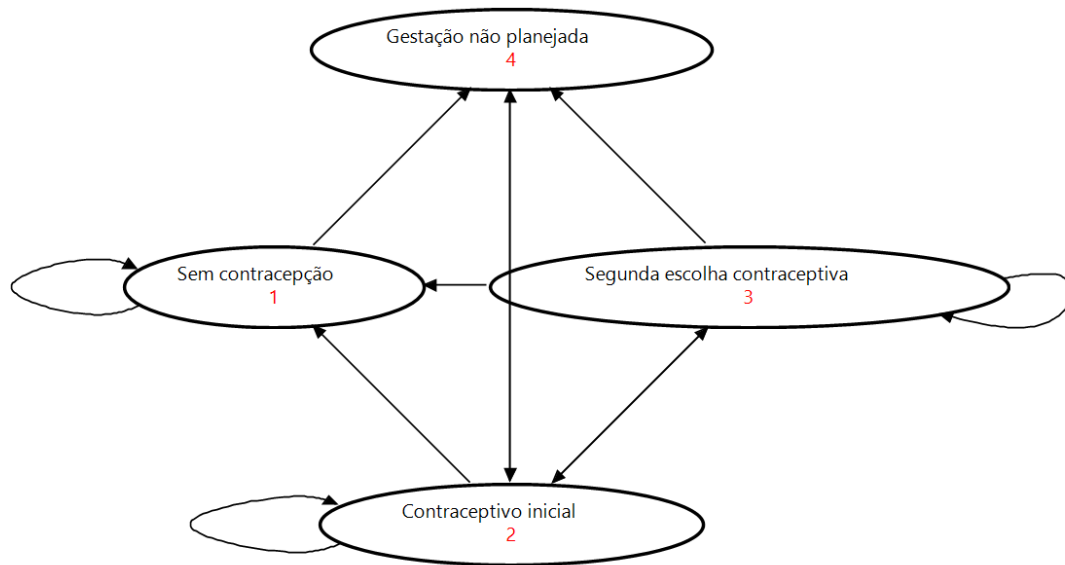 Gestação não planejada
4
Sem contracepção
1
Segunda escolha contraceptiva
3
Contraceptivo inicial
2